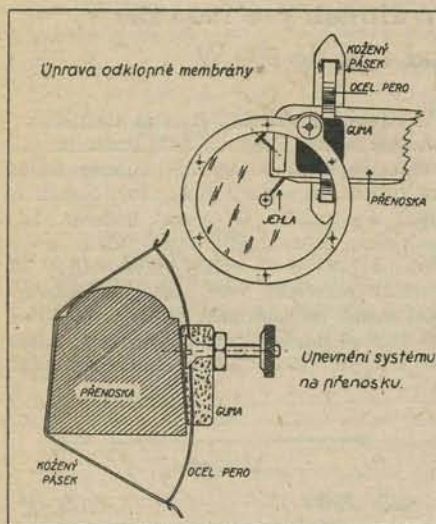 Úprava odklopné membrány
KOŽENÝ
PÁSEK
OCEL. PERO
GUMA
PŘENOSKA
JEHLA
Upevnění systému
na přenosku.
PŘENOSKA
GUMA
KOŽENÝ
PÁSEK
OCEL. PERO